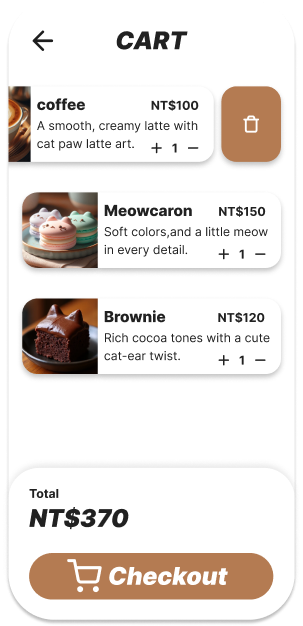 CART
coffee NT$100
A smooth, creamy latte with
cat paw latte art.
+ 1 −
Meowcaron NT$150
Soft colors,and a little meow
in every detail.
+ 1 −
Brownie NT$120
Rich cocoa tones with a cute
cat-ear twist.
+ 1 −
Total
NT$370
Checkout